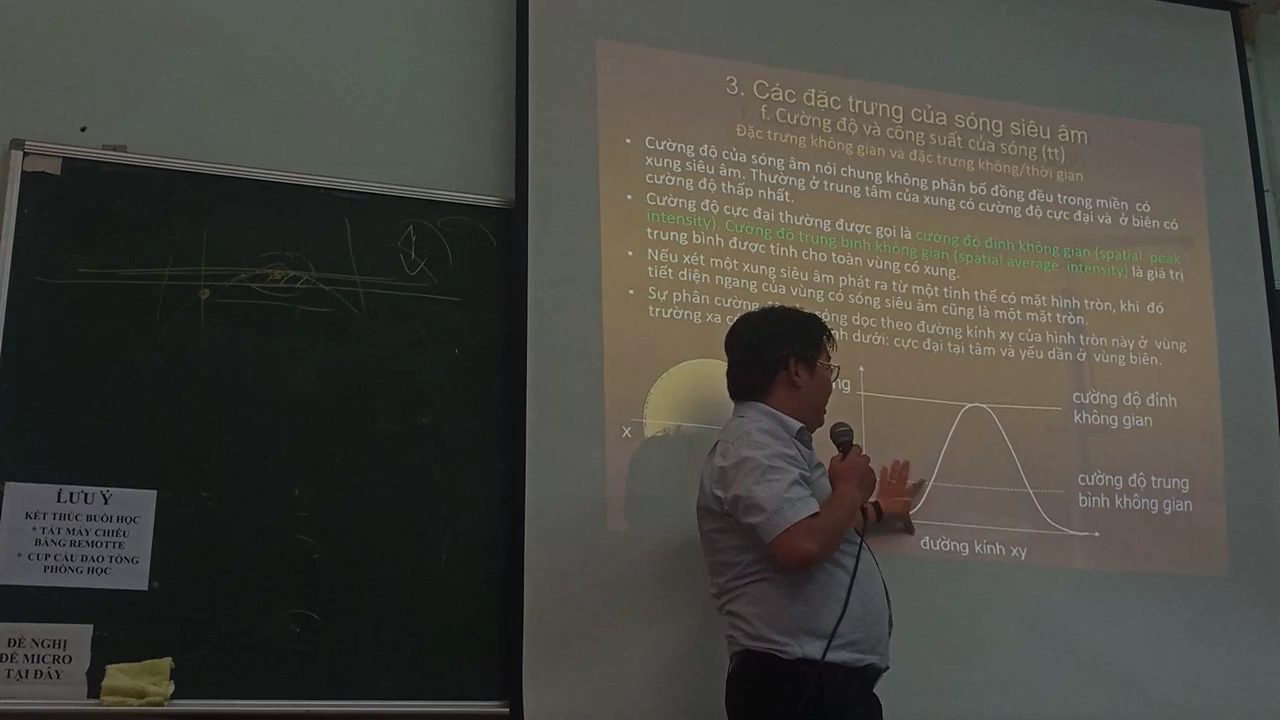 3. Các đặc trưng của sóng siêu âm
f. Cường độ và công suất của sóng (tt)
Đặc trưng không gian và đặc trưng không/thời gian
• Cường độ của sóng âm nói chung không phân bố đồng đều trong miền có
xung siêu âm. Thường ở trung tâm của xung có cường độ cực đại và ở biên có
cường độ thấp nhất.
• Cường độ cực đại thường được gọi là cường độ đỉnh không gian (spatial peak
intensity). Cường độ trung bình không gian (spatial average intensity) là giá trị
trung bình được tính cho toàn vùng có xung.
• Nếu xét một xung siêu âm phát ra từ một tinh thể có mặt hình tròn, khi đó
tiết diện ngang của vùng có sóng siêu âm cũng là một mặt tròn.
• Sự phân cường sóng dọc theo đường kính xy của hình tròn này ở vùng
trường xa dưới: cực đại tại tâm và yếu dần ở vùng biên.
X
cường độ đỉnh
không gian
cường độ trung
bình không gian
đường kính xy
LƯU Ý
KẾT THÚC BUỔI HỌC
* TẮT MÁY CHIẾU
BẰNG REMOTTE
* CUP CẦU DAO TỔNG
PHÒNG HỌC
ĐỀ NGHỊ
ĐỂ MICRO
TẠI ĐÂY